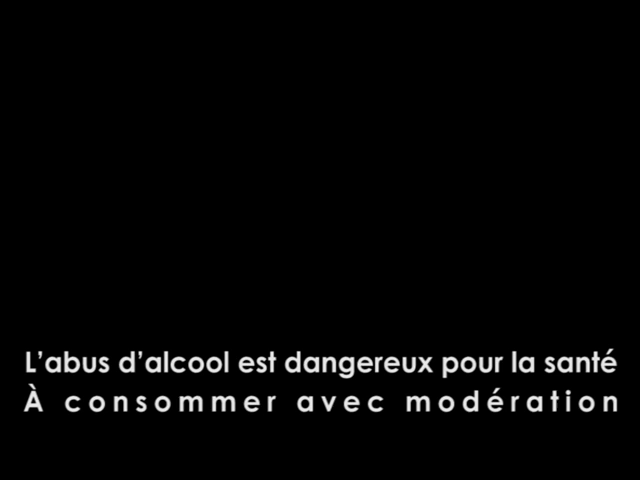 L’abus d’alcool est dangereux pour la santé
À consommer avec modération